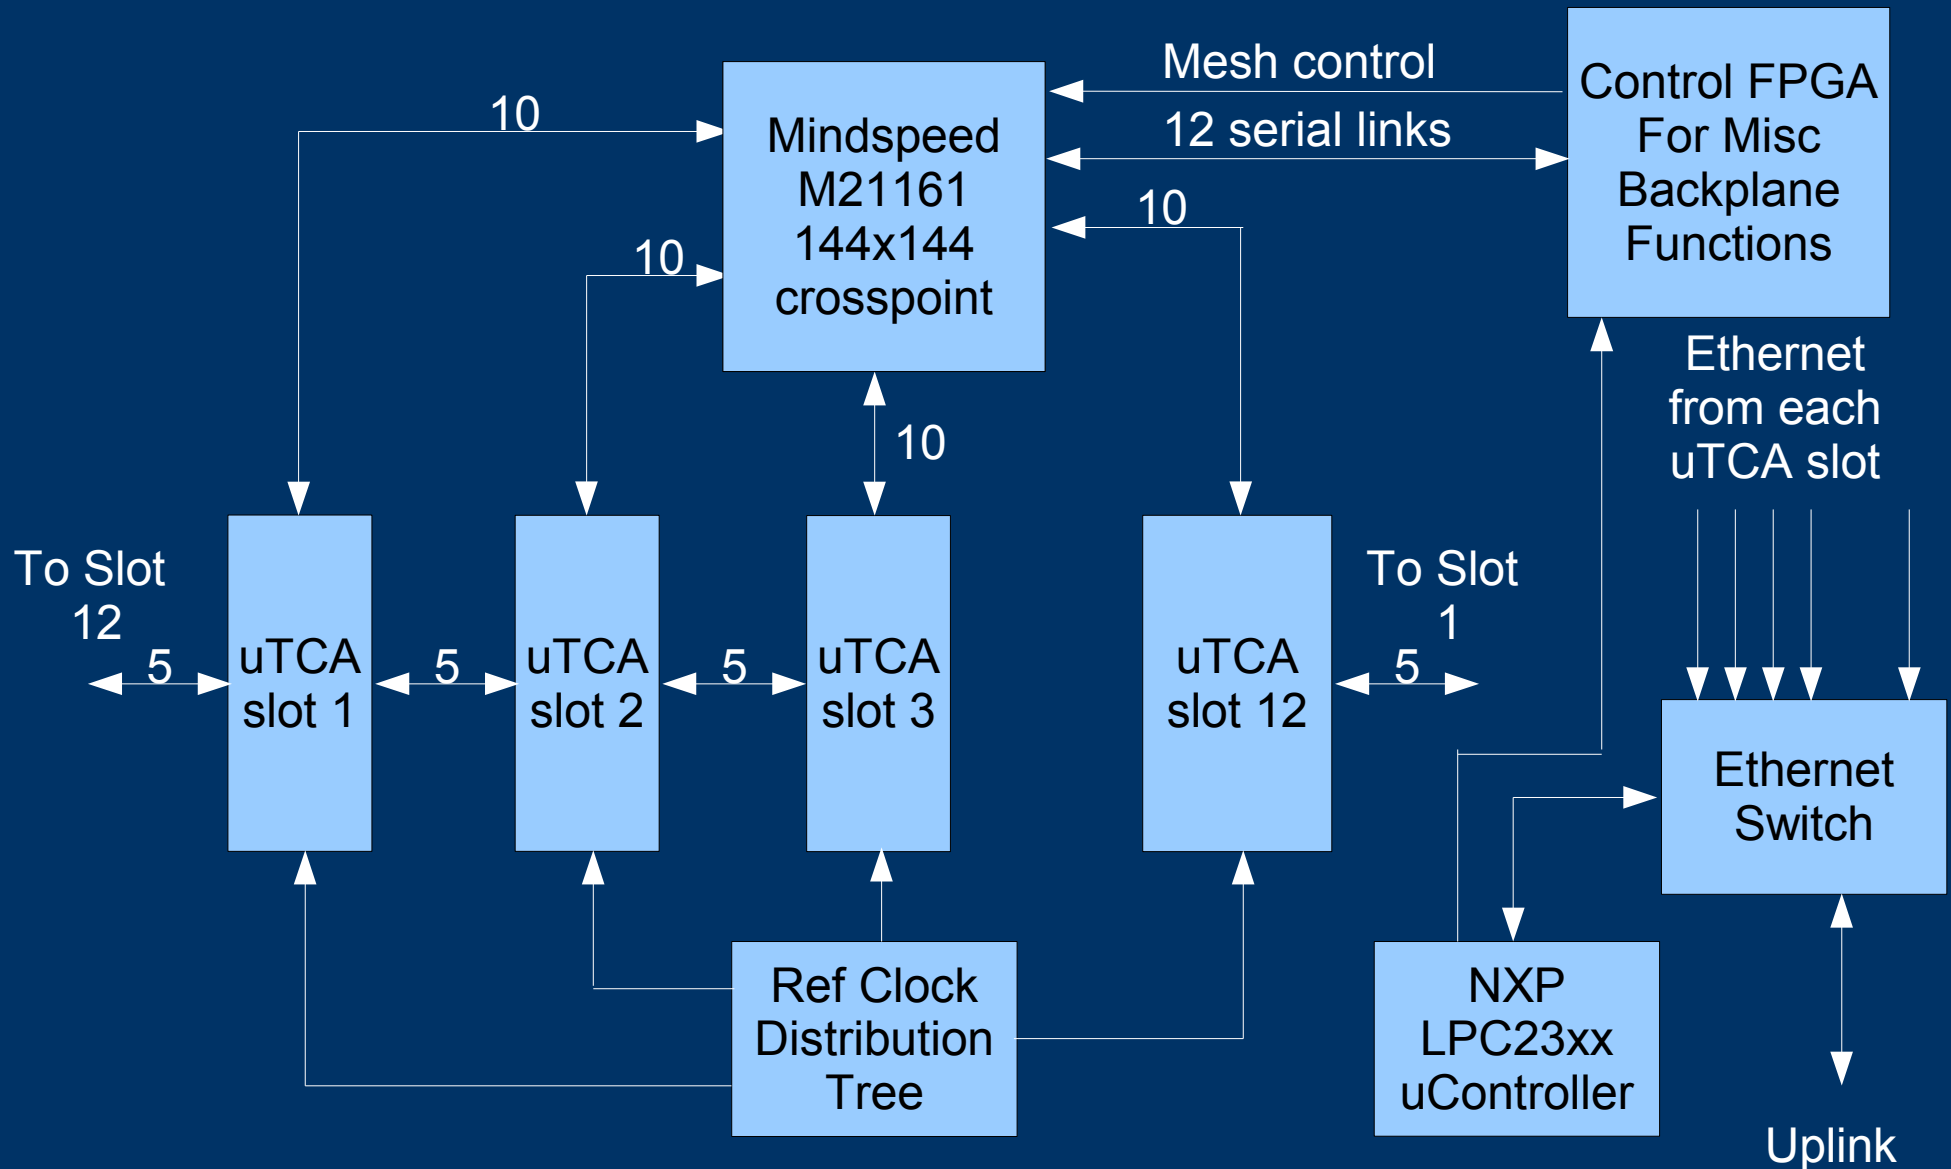 Mesh control
12 serial links
10
10
10
10
Mindspeed
M21161
144x144
crosspoint
Control FPGA
For Misc
Backplane
Functions
Ethernet
from each
uTCA slot
To Slot
12
5
uTCA
slot 1
5
uTCA
slot 2
5
uTCA
slot 3
uTCA
slot 12
To Slot
1
5
Ethernet
Switch
Ref Clock
Distribution
Tree
NXP
LPC23xx
uController
Uplink